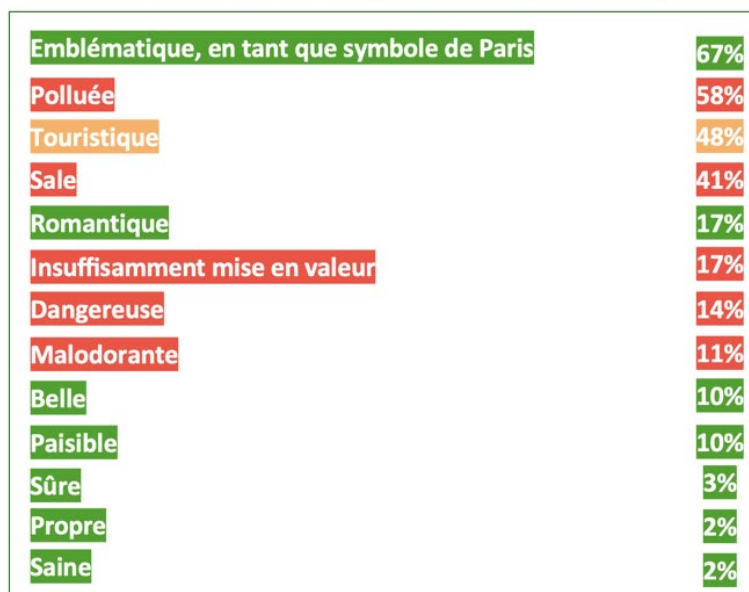 Emblématique, en tant que symbole de Paris 67%
Polluée 58%
Touristique 48%
Sale 41%
Romantique 17%
Insuffisamment mise en valeur 17%
Dangereuse 14%
Malodorante 11%
Belle 10%
Paisible 10%
Sûre 3%
Propre 2%
Saine 2%